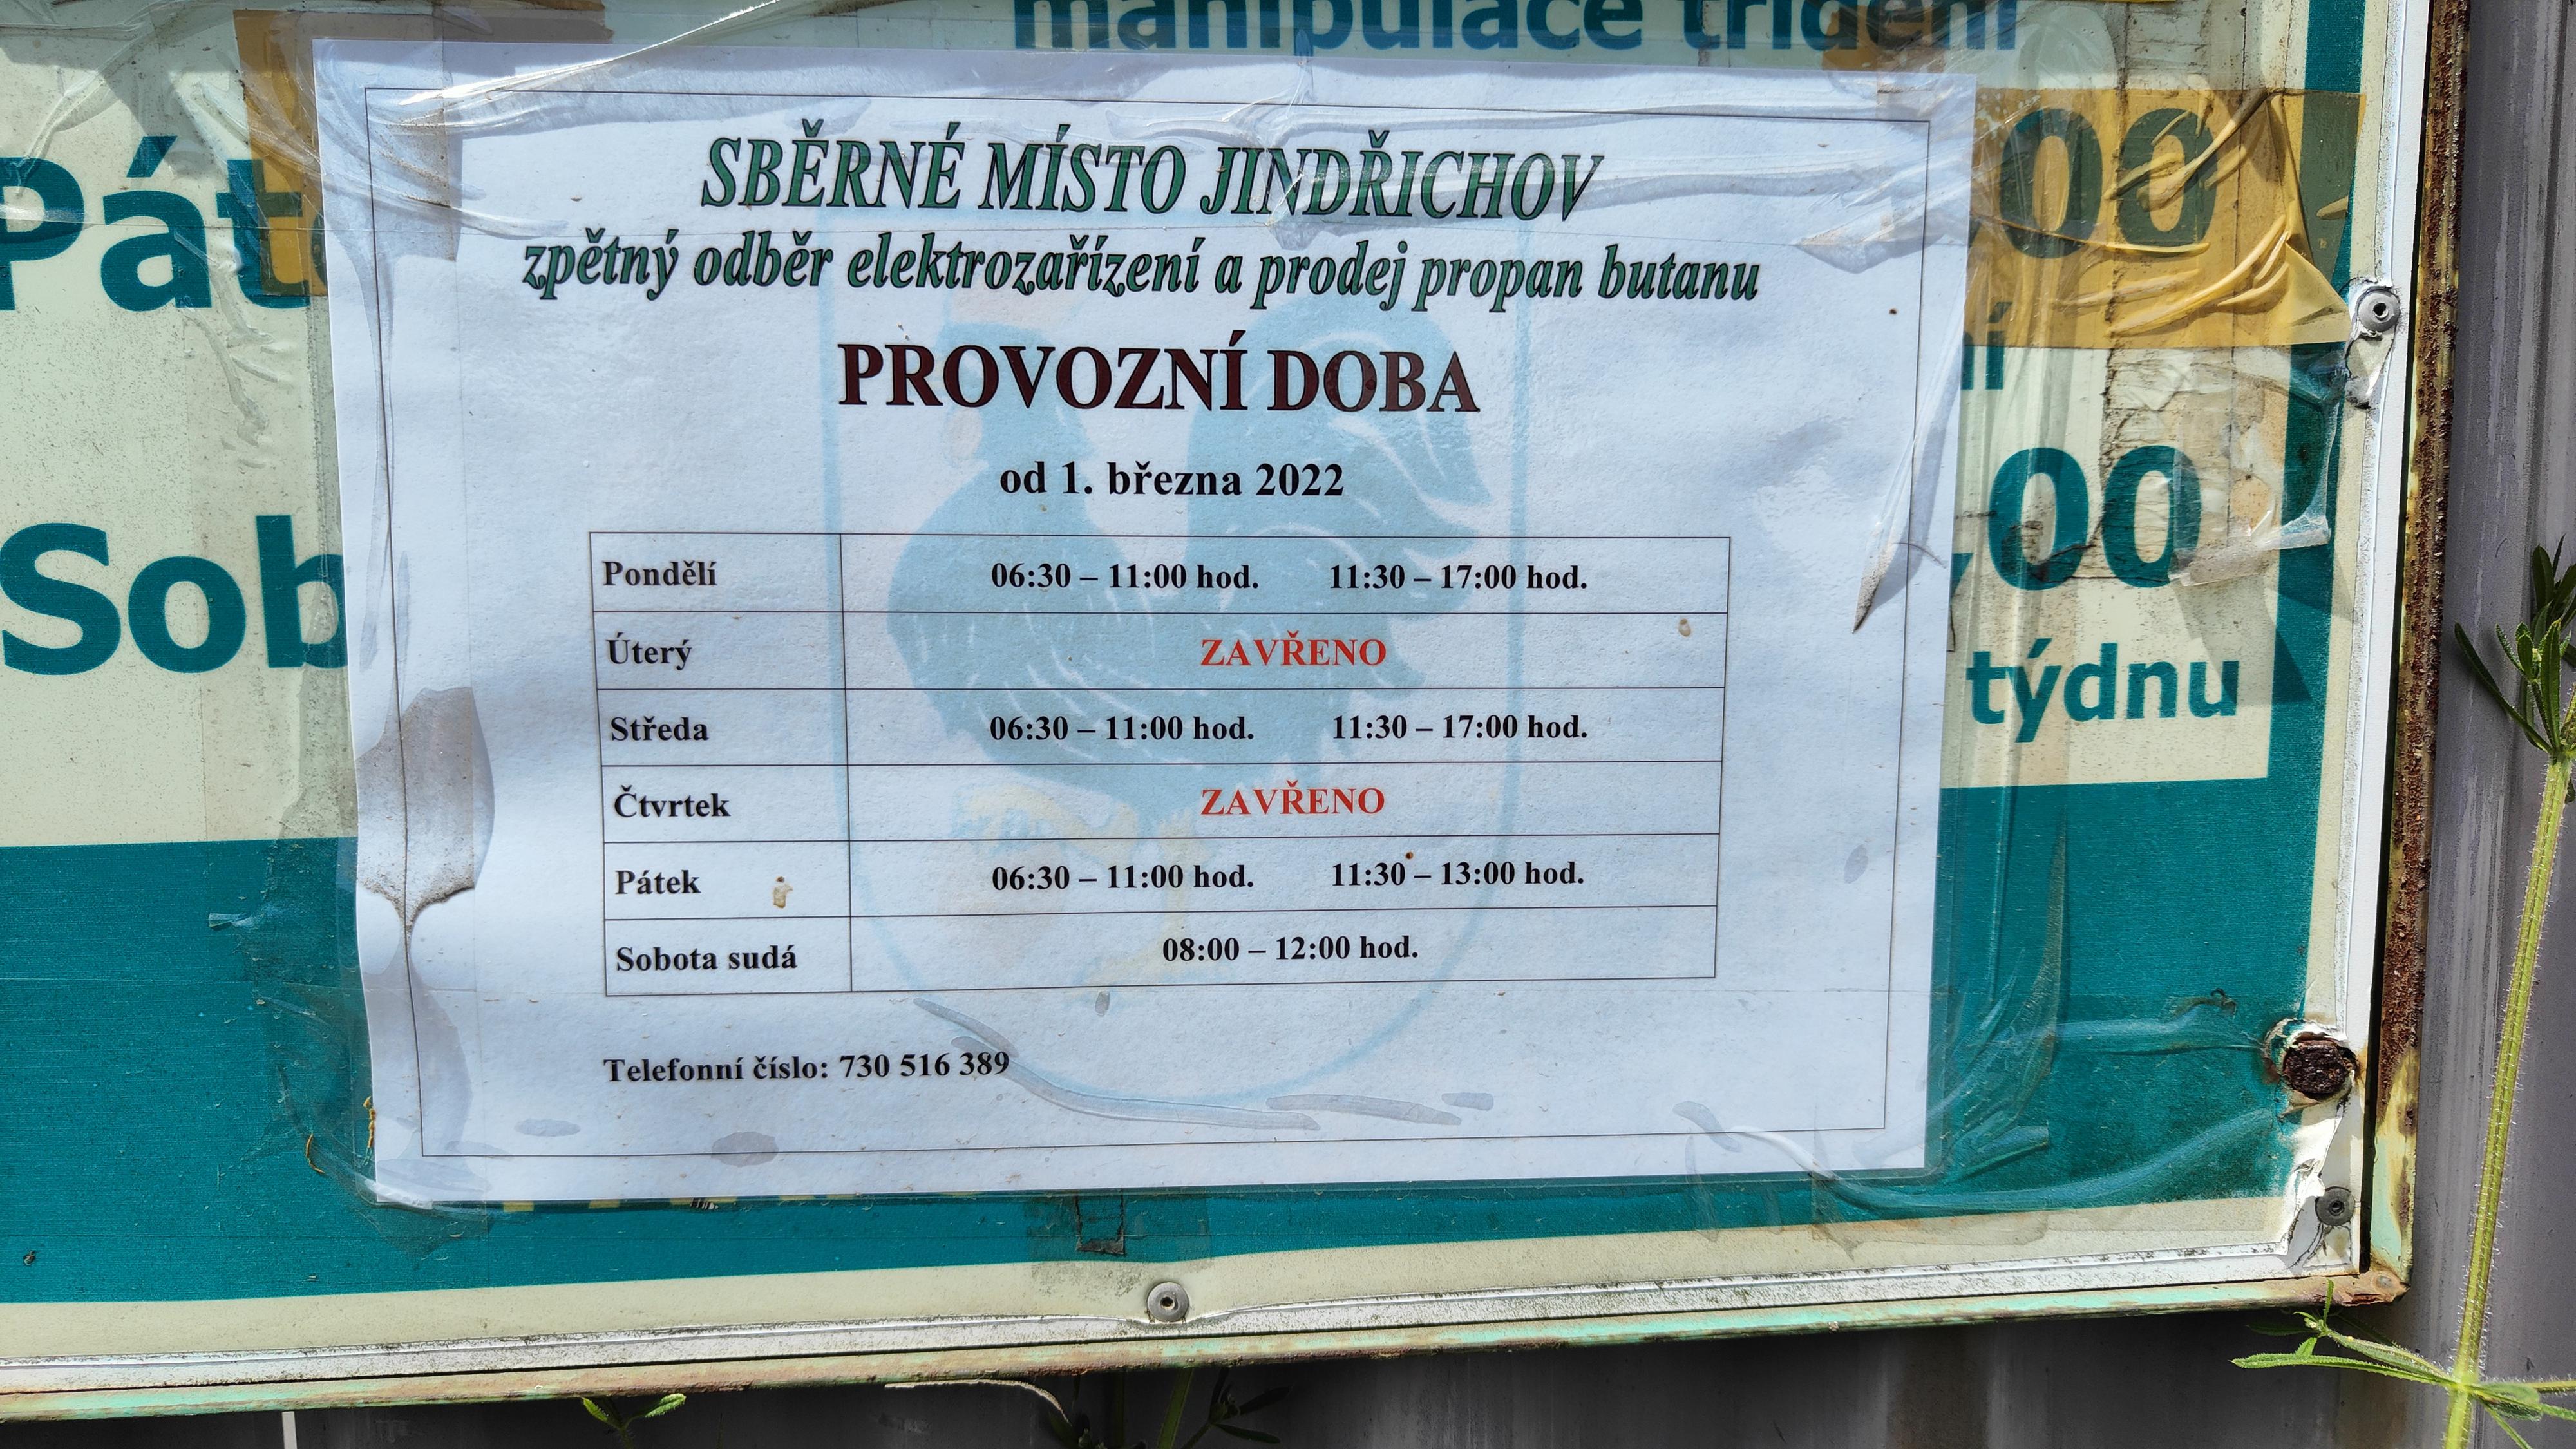 manipulace třídění
Páte
,00
SBĚRNÉ MÍSTO JINDŘICHOV
zpětný odběr elektrozařízení a prodej propan butanu
PROVOZNÍ DOBA
od 1. března 2022
ní
Sob
,00
týdnu
Pondělí 06:30 – 11:00 hod. 11:30 – 17:00 hod.
Úterý ZAVŘENO
Středa 06:30 – 11:00 hod. 11:30 – 17:00 hod.
Čtvrtek ZAVŘENO
Pátek 06:30 – 11:00 hod. 11:30 – 13:00 hod.
Sobota sudá 08:00 – 12:00 hod.
Telefonní číslo: 730 516 389